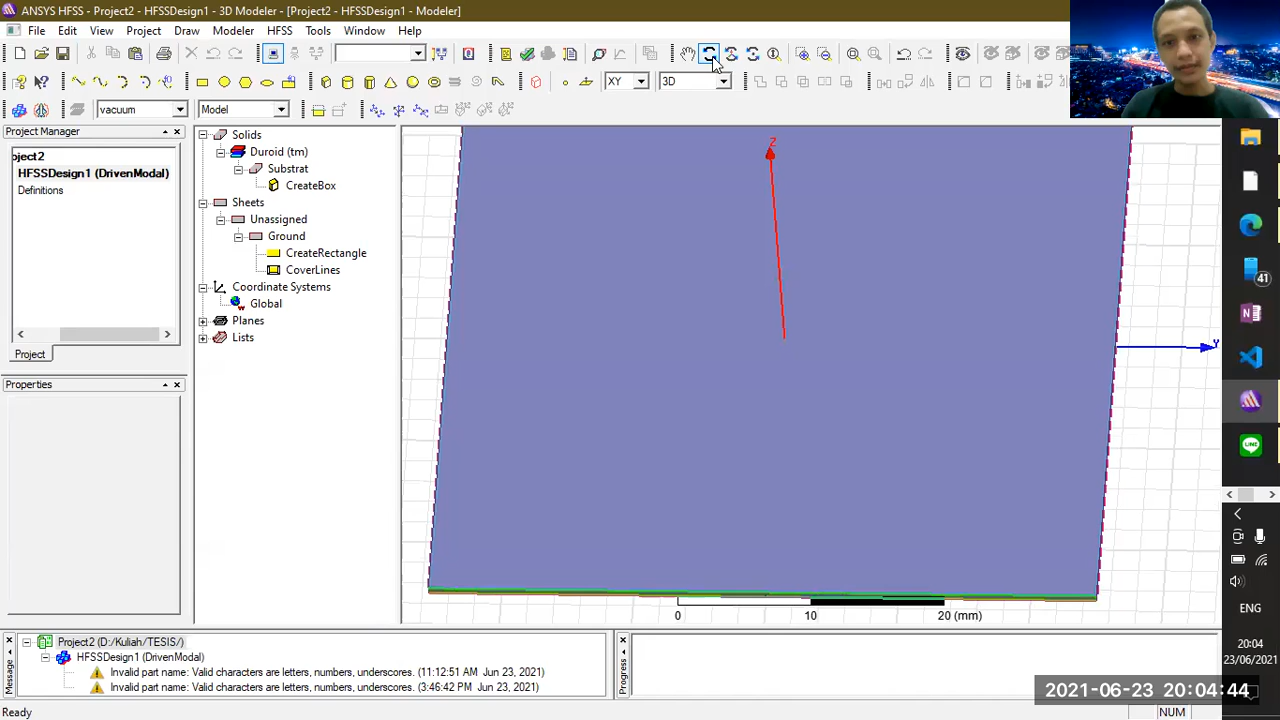 ANSYS HFSS - Project2 - HFSSDesign1 - 3D Modeler - [Project2 - HFSSDesign1 - Modeler]
File Edit View Project Draw Modeler HFSS Tools Window Help
XY 3D
vacuum Model
Project Manager
ject2
HFSSDesign1 (DrivenModal)
Definitions
Project
Properties
Solids
Duroid (tm)
Substrat
CreateBox
Sheets
Unassigned
Ground
CreateRectangle
CoverLines
Coordinate Systems
Global
Planes
Lists
Z
Y
0 10 20 (mm)
41
Message
Project2 (D:/Kuliah/TESIS/)
HFSSDesign1 (DrivenModal)
Invalid part name: Valid characters are letters, numbers, underscores. (11:12:51 AM Jun 23, 2021)
Invalid part name: Valid characters are letters, numbers, underscores. (3:46:42 PM Jun 23, 2021)
Progress
ENG
20:04
23/06/2021
2021-06-23 20:04:44
Ready
NUM